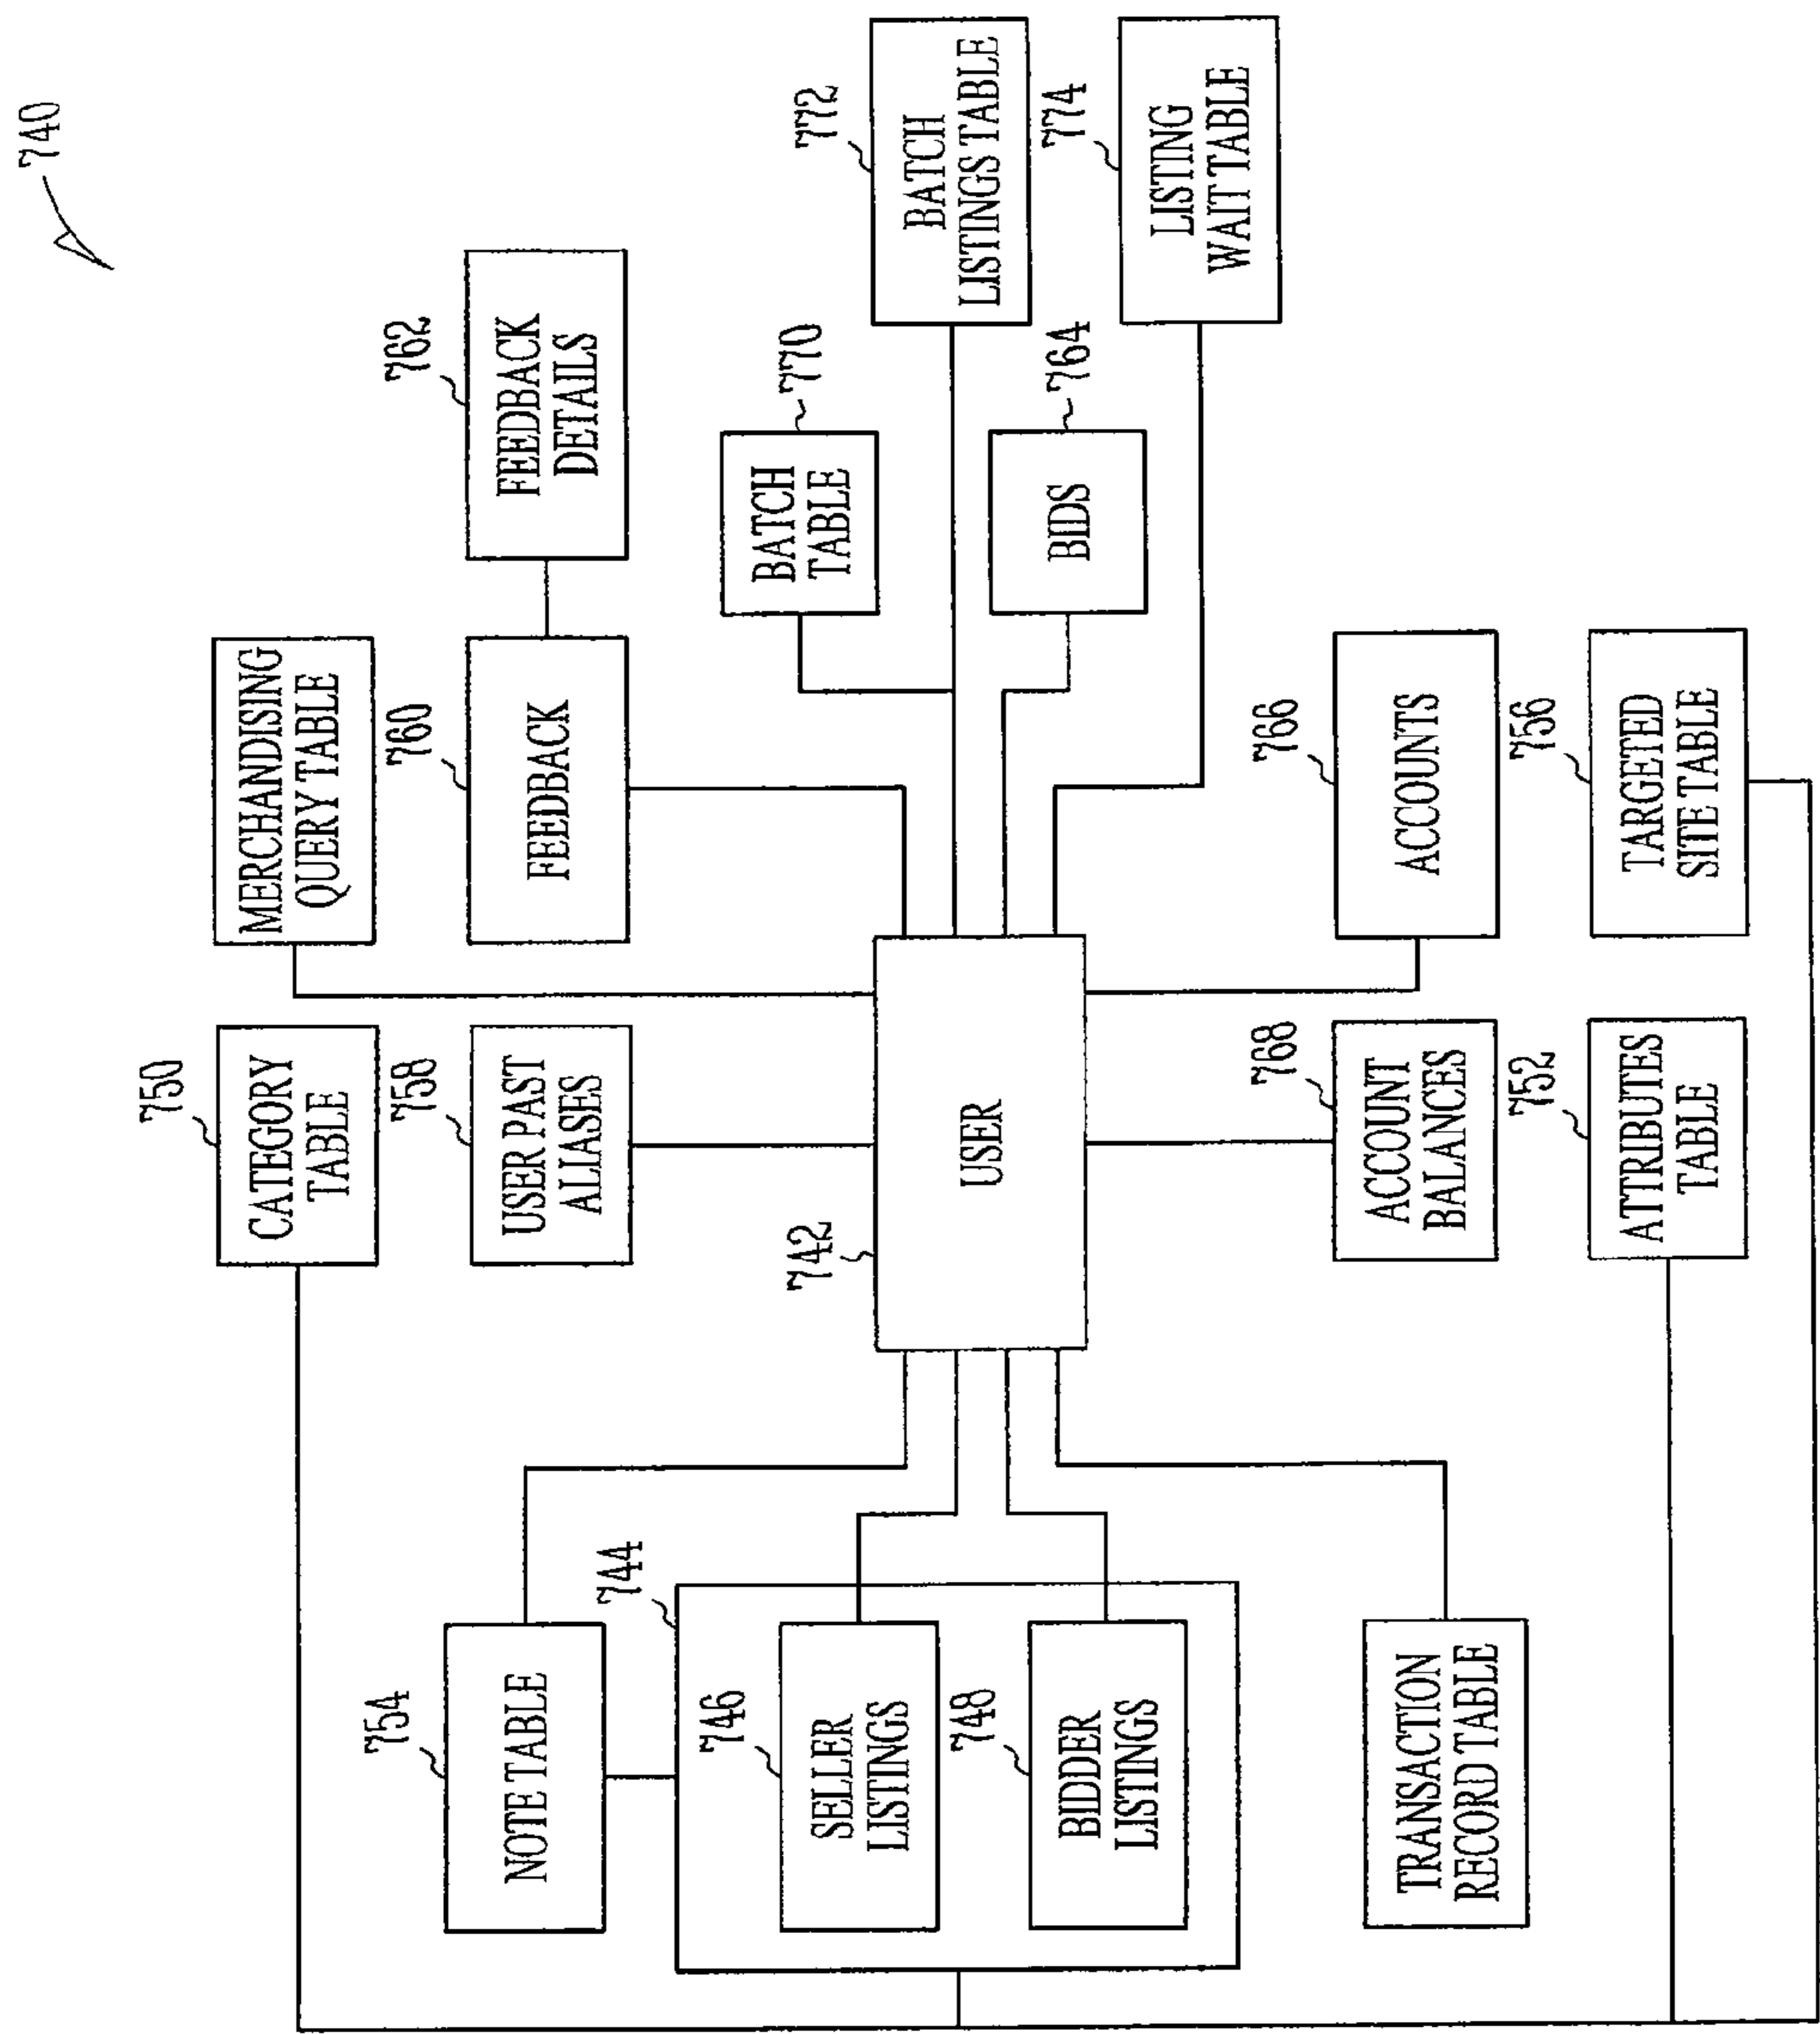 740
750
CATEGORY
TABLE
MERCHANDISING
QUERY TABLE
754
NOTE TABLE
758
USER PAST
ALIASES
760
FEEDBACK
762
FEEDBACK
DETAILS
744
746
SELLER
LISTINGS
748
BIDDER
LISTINGS
742
USER
770
BATCH
TABLE
764
BIDS
772
BATCH
LISTINGS TABLE
774
LISTING
WAIT TABLE
TRANSACTION
RECORD TABLE
768
ACCOUNT
BALANCES
766
ACCOUNTS
752
ATTRIBUTES
TABLE
756
TARGETED
SITE TABLE